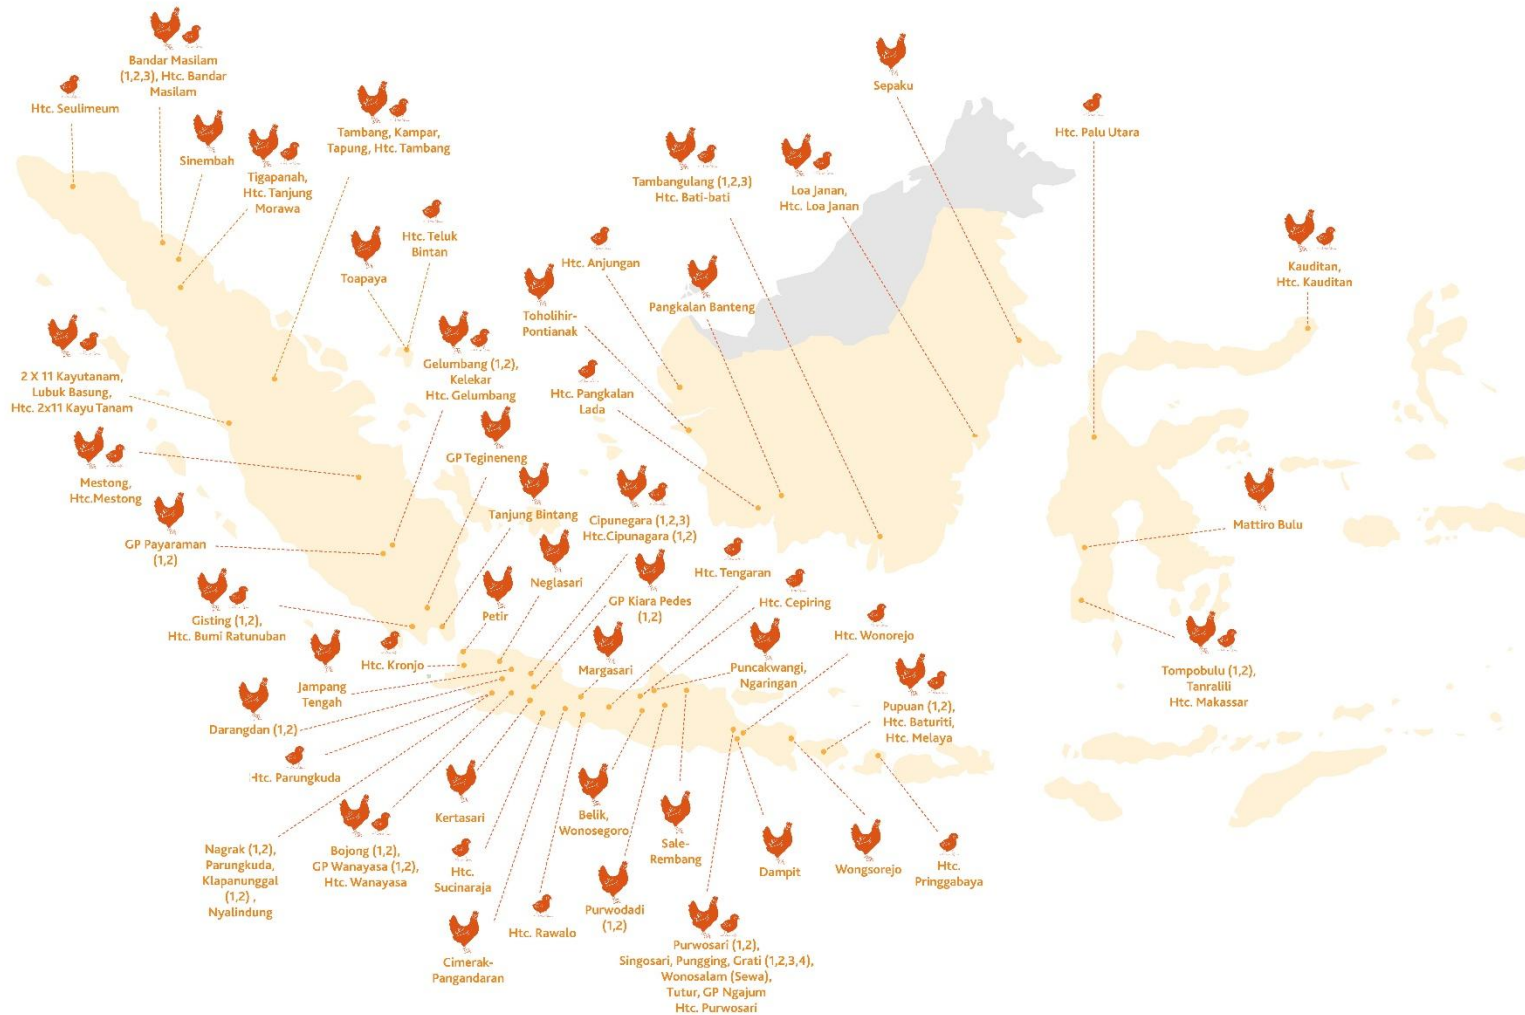 Bandar Masilam
(1,2,3), Htc. Bandar
Masilam
Htc. Seulimeum
Sinembah
Tigapanah,
Htc. Tanjung
Morawa
Tambang, Kampar,
Tapung, Htc. Tambang
Htc. Teluk
Bintan
Toapaya
Sepaku
Htc. Palu Utara
Tambangulang (1,2,3)
Htc. Bati-bati
Loa Janan,
Htc. Loa Janan
Htc. Anjungan
Pangkalan Banteng
Toholihir-
Pontianak
Kauditan,
Htc. Kauditan
2 X 11 Kayutanam,
Lubuk Basung,
Htc. 2x11 Kayu Tanam
Gelumbang (1,2),
Kelekar
Htc. Gelumbang
Htc. Pangkalan
Lada
GP Tegineneng
Mestong,
Htc.Mestong
Tanjung Bintang
Cipunegara (1,2,3)
Htc.Cipunagara (1,2)
Mattiro Bulu
GP Payaraman
(1,2)
Neglasari
Htc. Tengaran
GP Kiara Pedes
(1,2)
Htc. Cepiring
Petir
Gisting (1,2),
Htc. Bumi Ratunuban
Htc. Wonorejo
Htc. Kronjo
Margasari
Puncakwangi,
Ngaringan
Jampang
Tengah
Tompobulu (1,2),
Tanralili
Htc. Makassar
Pupuan (1,2),
Htc. Baturiti,
Htc. Melaya
Darangdan (1,2)
Htc. Parungkuda
Kertasari
Belik,
Wonosegoro
Nagrak (1,2),
Parungkuda,
Klapanunggal
(1,2) ,
Nyalindung
Bojong (1,2),
GP Wanayasa (1,2),
Htc. Wanayasa
Htc.
Sucinaraja
Sale-
Rembang
Dampit
Wongsorejo
Htc.
Pringgabaya
Htc. Rawalo
Purwodadi
(1,2)
Cimerak-
Pangandaran
Purwosari (1,2),
Singosari, Pungging, Grati (1,2,3,4),
Wonosalam (Sewa),
Tutur, GP Ngajum
Htc. Purwosari